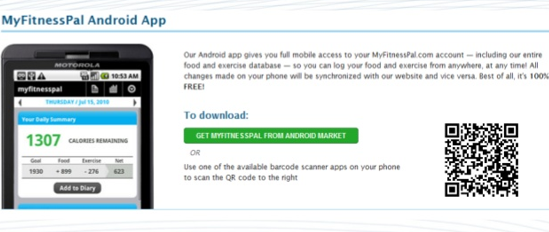 MyFitnessPal Android App
Our Android app gives you full mobile access to your MyFitnessPal.com account — including our entire
food and exercise database — so you can log your food and exercise from anywhere, at any time! All
changes made on your phone will be synchronized with our website and vice versa. Best of all, it's 100%
FREE!
To download:
GET MYFITNESSPAL FROM ANDROID MARKET
OR
Use one of the available barcode scanner apps on your phone
to scan the QR code to the right
MOTOROLA
10:53 AM
myfitnesspal
THURSDAY / Jul 15, 2010
Your Daily Summary
1307 CALORIES REMAINING
Goal Food Exercise Net
1930 + 899 - 276 623
Add to Diary